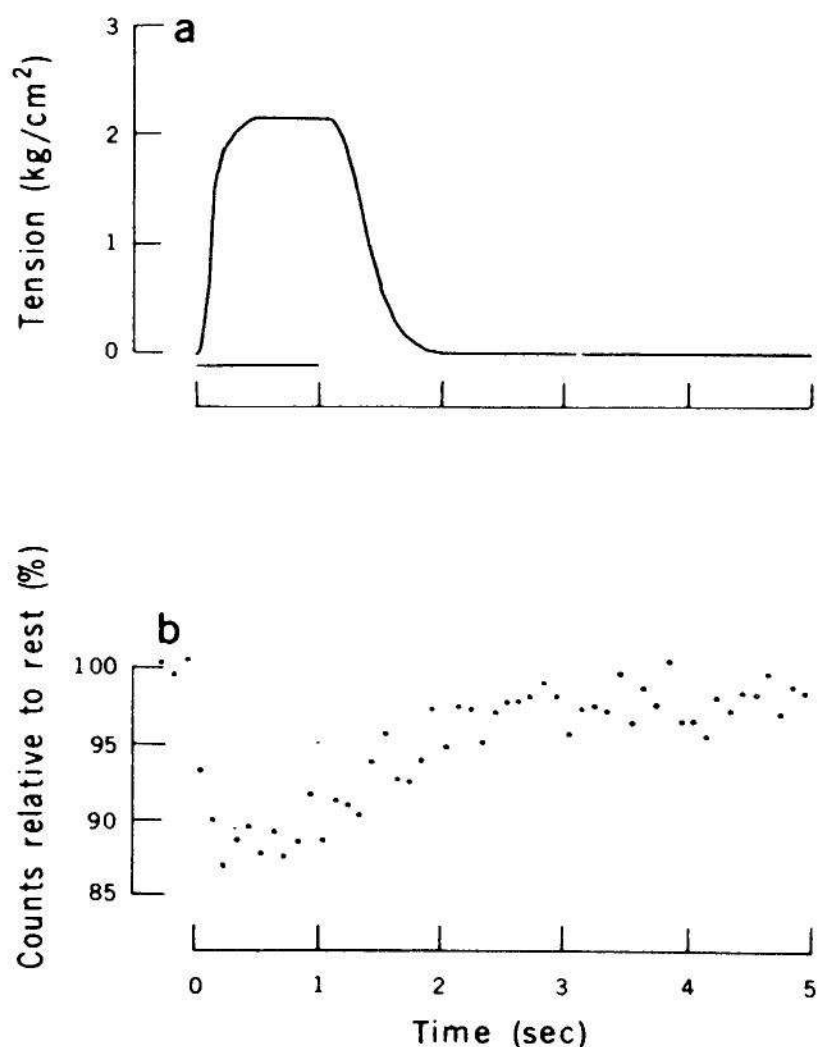 a
Tension (kg/cm²)
3
2
1
0
b
Counts relative to rest (%)
100
95
90
85
0 1 2 3 4 5
Time (sec)